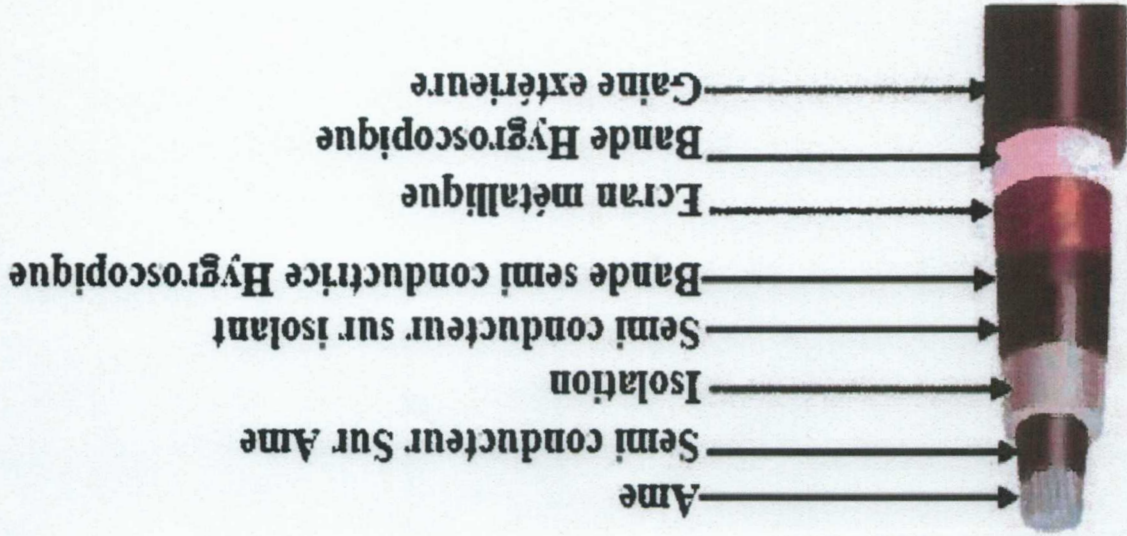 Ame
Semi conducteur Sur Ame
Isolation
Semi conducteur sur isolant
Bande semi conductrice Hygroscopique
Ecran métallique
Bande Hygroscopique
Gaine extérieure